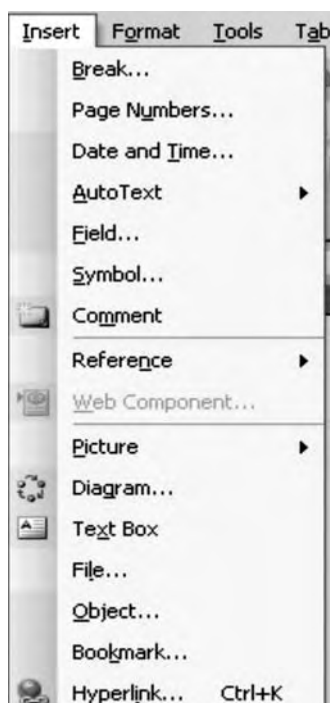 Insert Format Tools Tab
Break...
Page Numbers...
Date and Time...
AutoText
Field...
Symbol...
Comment
Reference
Web Component...
Picture
Diagram...
Text Box
File...
Object...
Bookmark...
Hyperlink... Ctrl+K